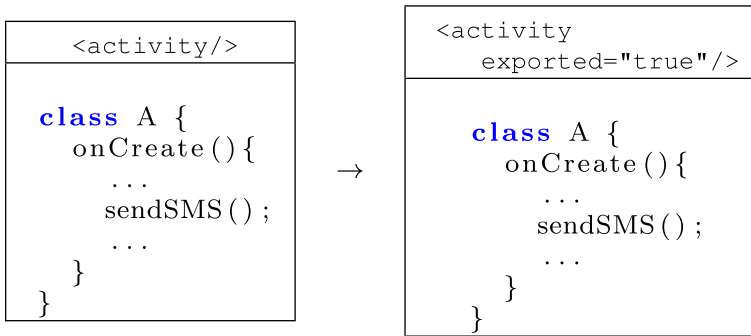 <activity/>
class A {
onCreate(){
...
sendSMS();
...
}
}
→
<activity
exported="true"/>
class A {
onCreate(){
...
sendSMS();
...
}
}